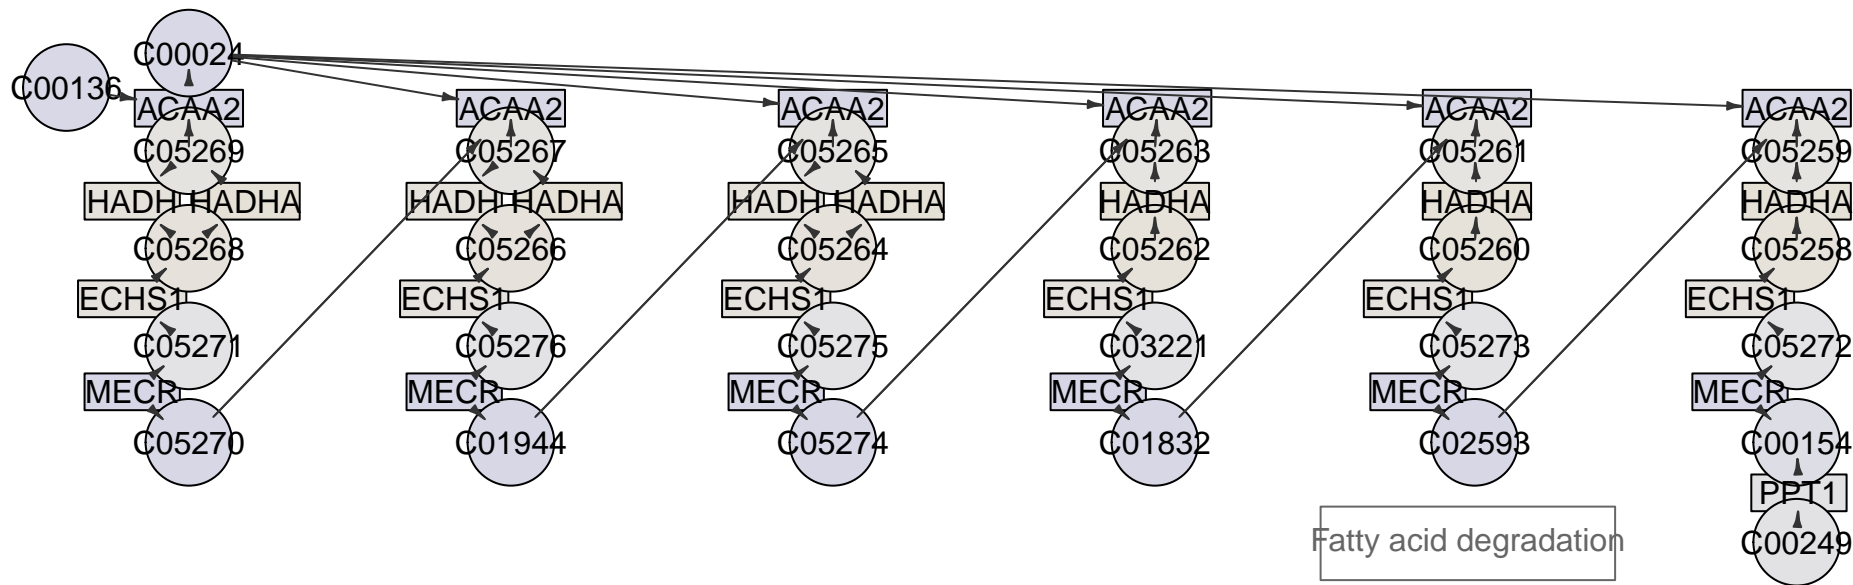 C00024
C00136
ACAA2 ACAA2 ACAA2 ACAA2 ACAA2 ACAA2
C05269 C05267 C05265 C05263 C05261 C05259
HADH HADHA HADH HADHA HADH HADHA HADHA HADHA HADHA
C05268 C05266 C05264 C05262 C05260 C05258
ECHS1 ECHS1 ECHS1 ECHS1 ECHS1 ECHS1
C05271 C05276 C05275 C03221 C05273 C05272
MECR MECR MECR MECR MECR MECR
C05270 C01944 C05274 C01832 C02593 C00154
PPT1
Fatty acid degradation C00249